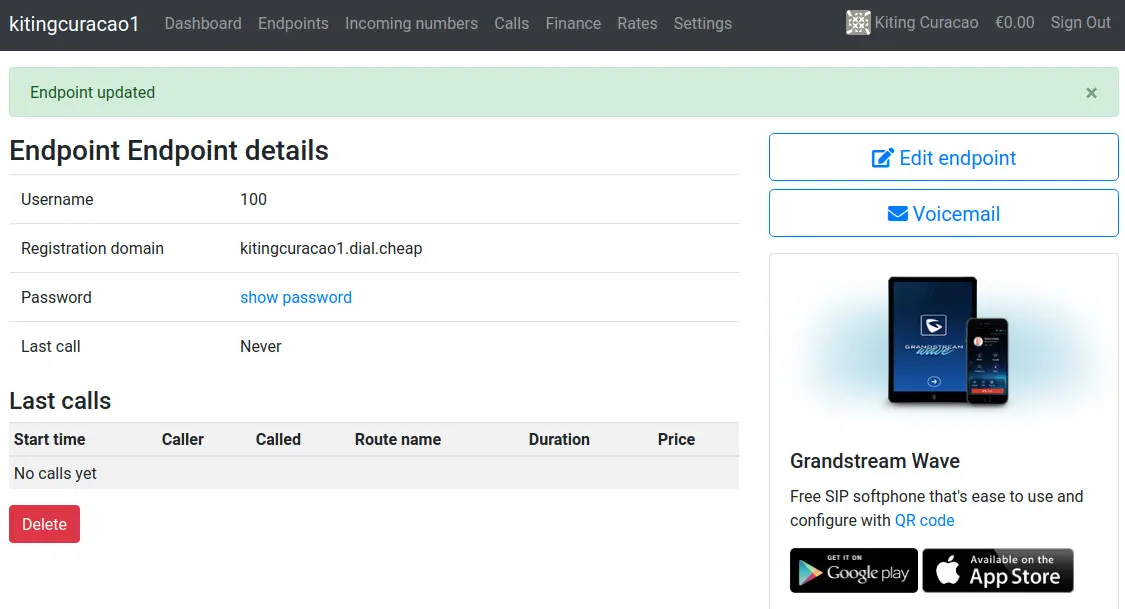 kitingcuracao1 Dashboard Endpoints Incoming numbers Calls Finance Rates Settings Kiting Curacao €0.00 Sign Out
Endpoint updated ×
Endpoint Endpoint details
Username 100
Registration domain kitingcuracao1.dial.cheap
Password show password
Last call Never
Last calls
Start time Caller Called Route name Duration Price
No calls yet
Delete
Edit endpoint
Voicemail
GRANDSTREAM
wave
Grandstream Wave
Free SIP softphone that's ease to use and
configure with QR code
GET IT ON
Google play
Available on the
App Store